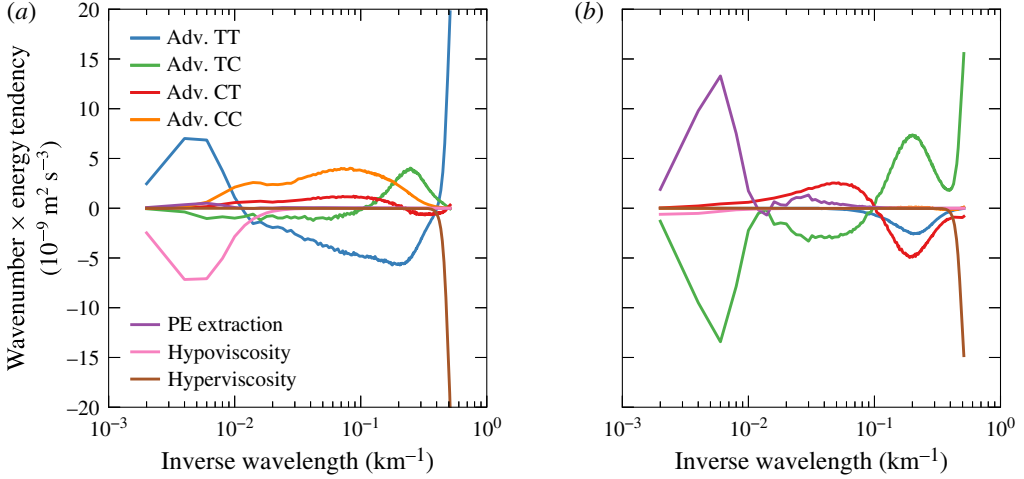 (a)
(b)
Wavenumber × energy tendency
(10⁻⁹ m² s⁻³)
20
15
10
5
0
−5
−10
−15
−20
Adv. TT
Adv. TC
Adv. CT
Adv. CC
PE extraction
Hypoviscosity
Hyperviscosity
10⁻³ 10⁻² 10⁻¹ 10⁰
10⁻³ 10⁻² 10⁻¹ 10⁰
Inverse wavelength (km⁻¹)
Inverse wavelength (km⁻¹)